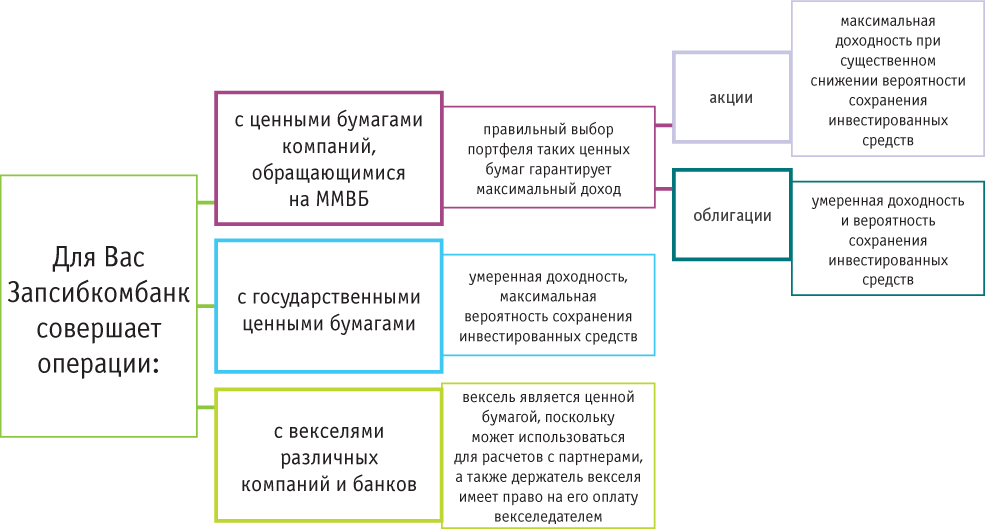 Для Вас
Запсибкомбанк
совершает
операции:
с ценными бумагами
компаний,
обращающимися
на ММВБ
правильный выбор
портфеля таких ценных
бумаг гарантирует
максимальный доход
акции
максимальная
доходность при
существенном
снижении вероятности
сохранения
инвестированных
средств
облигации
умеренная доходность
и вероятность
сохранения
инвестированных
средств
с государственными
ценными бумагами
умеренная доходность,
максимальная
вероятность сохранения
инвестированных средств
с векселями
различных
компаний и банков
вексель является ценной
бумагой, поскольку
может использоваться
для расчетов с партнерами,
а также держатель векселя
имеет право на его оплату
векселедателем